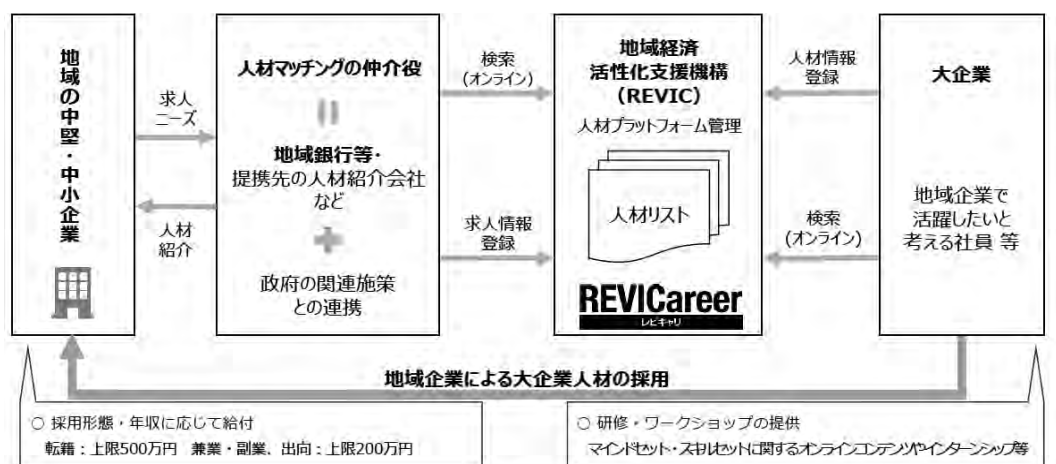 地域の中堅・中小企業
求人
ニーズ
人材
紹介
人材マッチングの仲介役
地域銀行等・
提携先の人材紹介会社
など
政府の関連施策
との連携
検索
(オンライン)
求人情報
登録
地域経済
活性化支援機構
（REVIC）
人材プラットフォーム管理
人材リスト
REVICareer
レビキャリ
人材情報
登録
検索
(オンライン)
大企業
地域企業で
活躍したいと
考える社員 等
地域企業による大企業人材の採用
○ 採用形態・年収に応じて給付
転籍：上限500万円 兼業・副業、出向：上限200万円
○ 研修・ワークショップの提供
マインドセット・スキルセットに関するオンラインコンテンツやインターンシップ等